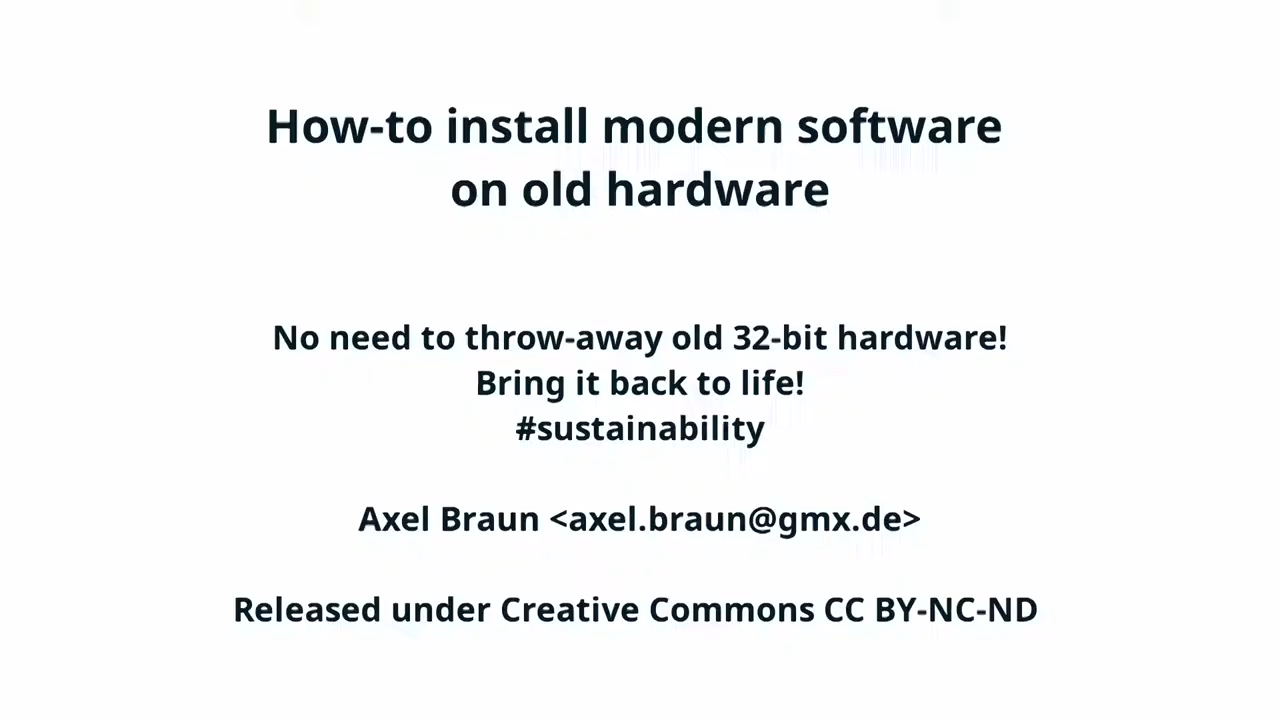 How-to install modern software
on old hardware
No need to throw-away old 32-bit hardware!
Bring it back to life!
#sustainability
Axel Braun <axel.braun@gmx.de>
Released under Creative Commons CC BY-NC-ND